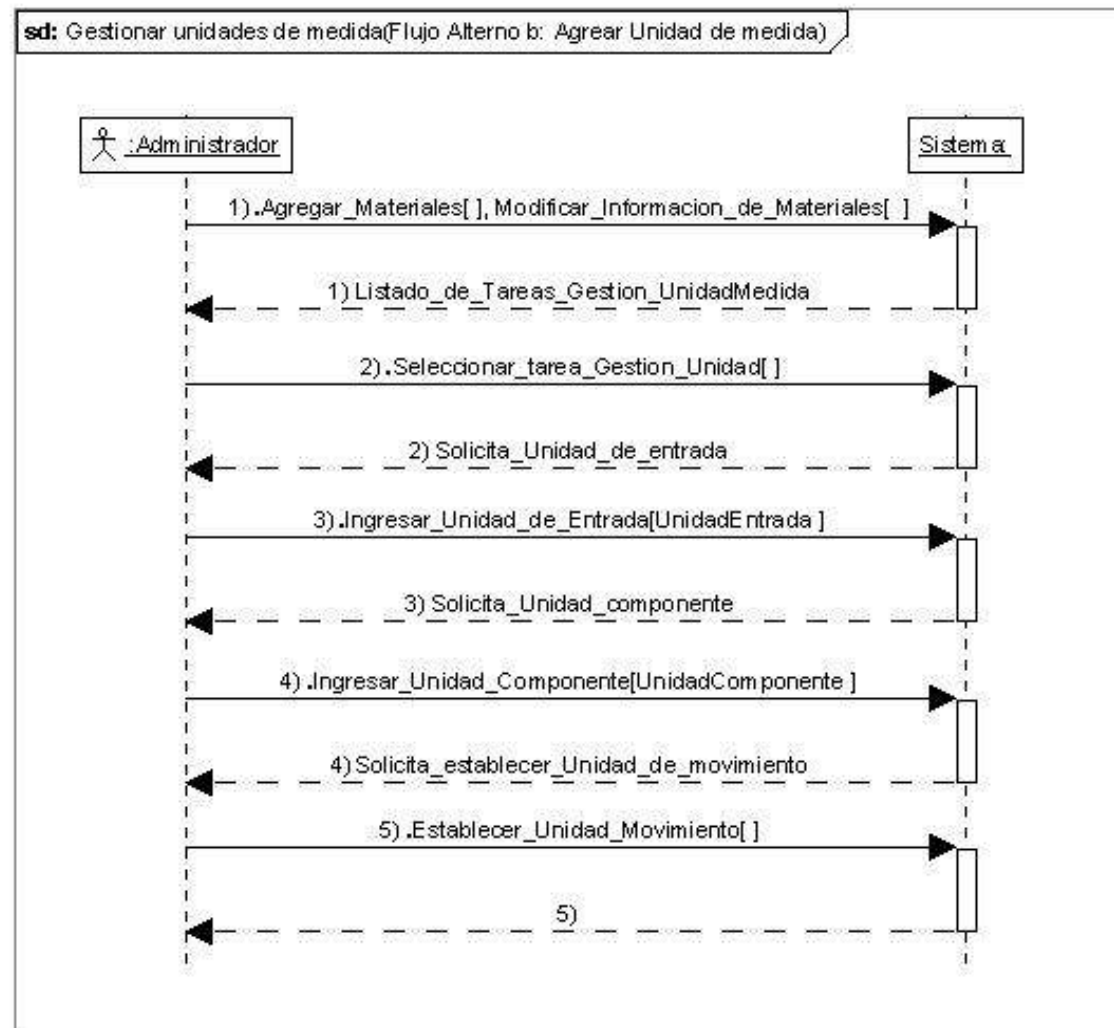 sd: Gestionar unidades de medida(Flujo Alterno b: Agrear Unidad de medida)
:Administrador
Sistema:
1).Agregar_Materiales[ ], Modificar_Informacion_de_Materiales[ ]
1) Listado_de_Tareas_Gestion_UnidadMedida
2).Seleccionar_tarea_Gestion_Unidad[ ]
2) Solicita_Unidad_de_entrada
3).Ingresar_Unidad_de_Entrada[UnidadEntrada ]
3) Solicita_Unidad_componente
4).Ingresar_Unidad_Componente[UnidadComponente ]
4) Solicita_establecer_Unidad_de_movimiento
5).Establecer_Unidad_Movimiento[ ]
5)